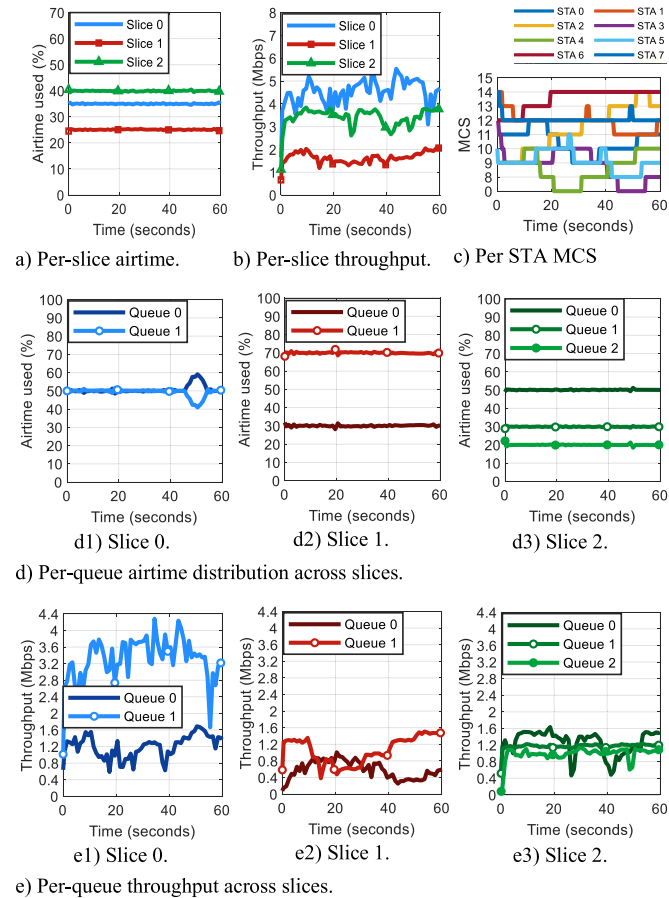 STA 0
STA 1
STA 2
STA 3
STA 4
STA 5
STA 6
STA 7
70
60
50
40
30
20
10
0
Airtime used (%)
Slice 0
Slice 1
Slice 2
0 20 40 60
Time (seconds)
a) Per-slice airtime.
8
7
6
5
4
3
2
1
0
Throughput (Mbps)
Slice 0
Slice 1
Slice 2
0 20 40 60
Time (seconds)
b) Per-slice throughput.
15
14
13
12
11
10
9
8
0
MCS
0 20 40 60
Time (seconds)
c) Per STA MCS
100
90
80
70
60
50
40
30
20
10
0
Airtime used (%)
Queue 0
Queue 1
0 20 40 60
Time (seconds)
d1) Slice 0.
100
90
80
70
60
50
40
30
20
10
0
Airtime used (%)
Queue 0
Queue 1
0 20 40 60
Time (seconds)
d2) Slice 1.
100
90
80
70
60
50
40
30
20
10
0
Airtime used (%)
Queue 0
Queue 1
Queue 2
0 20 40 60
Time (seconds)
d3) Slice 2.
d) Per-queue airtime distribution across slices.
4.4
4
3.6
3.2
2.8
2.4
2
1.6
1.2
0.8
0.4
0
Throughput (Mbps)
Queue 0
Queue 1
0 20 40 60
Time (seconds)
e1) Slice 0.
4.4
4
3.6
3.2
2.8
2.4
2
1.6
1.2
0.8
0.4
0
Throughput (Mbps)
Queue 0
Queue 1
0 20 40 60
Time (seconds)
e2) Slice 1.
4.4
4
3.6
3.2
2.8
2.4
2
1.6
1.2
0.8
0.4
0
Throughput (Mbps)
Queue 0
Queue 1
Queue 2
0 20 40 60
Time (seconds)
e3) Slice 2.
e) Per-queue throughput across slices.